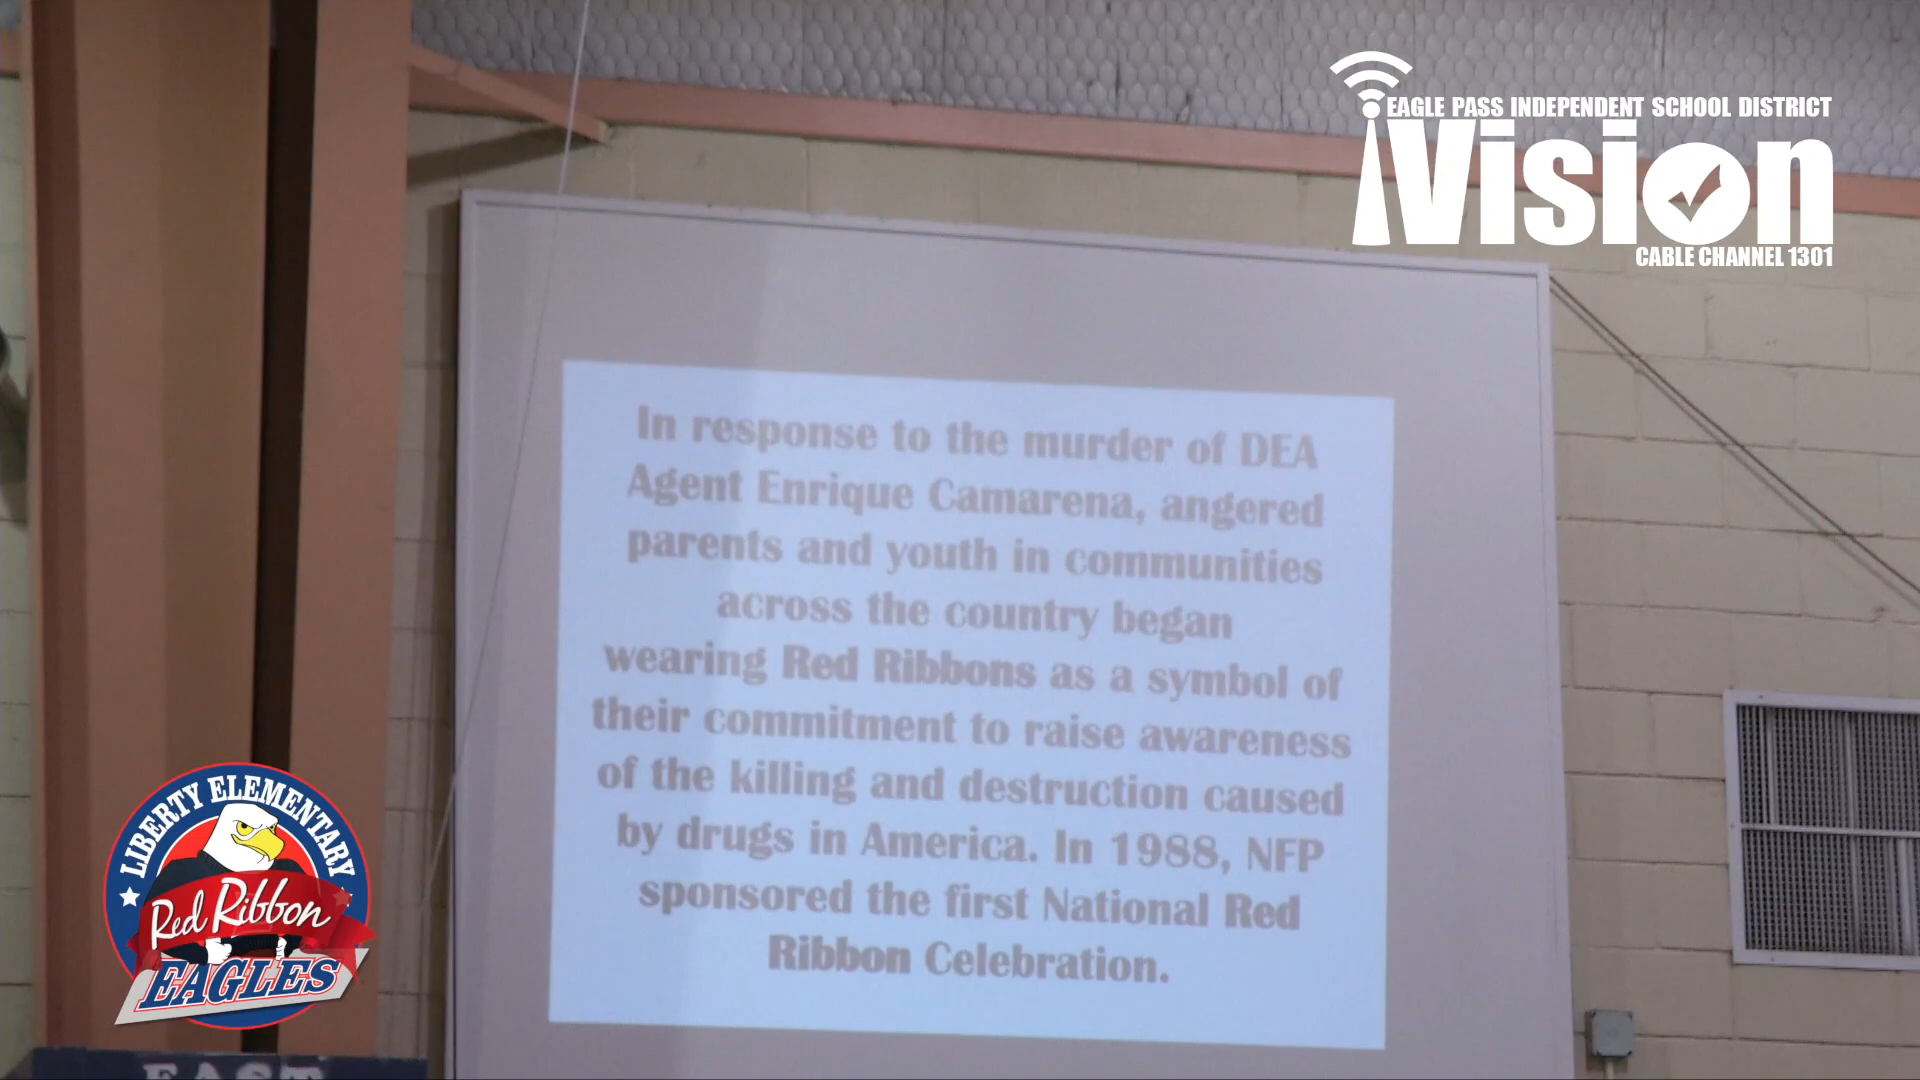 EAGLE PASS INDEPENDENT SCHOOL DISTRICT
iVision
CABLE CHANNEL 1301
In response to the murder of DEA
Agent Enrique Camarena, angered
parents and youth in communities
across the country began
wearing Red Ribbons as a symbol of
their commitment to raise awareness
of the killing and destruction caused
by drugs in America. In 1988, NFP
sponsored the first National Red
Ribbon Celebration.
LIBERTY ELEMENTARY
Red Ribbon
EAGLES
EAST